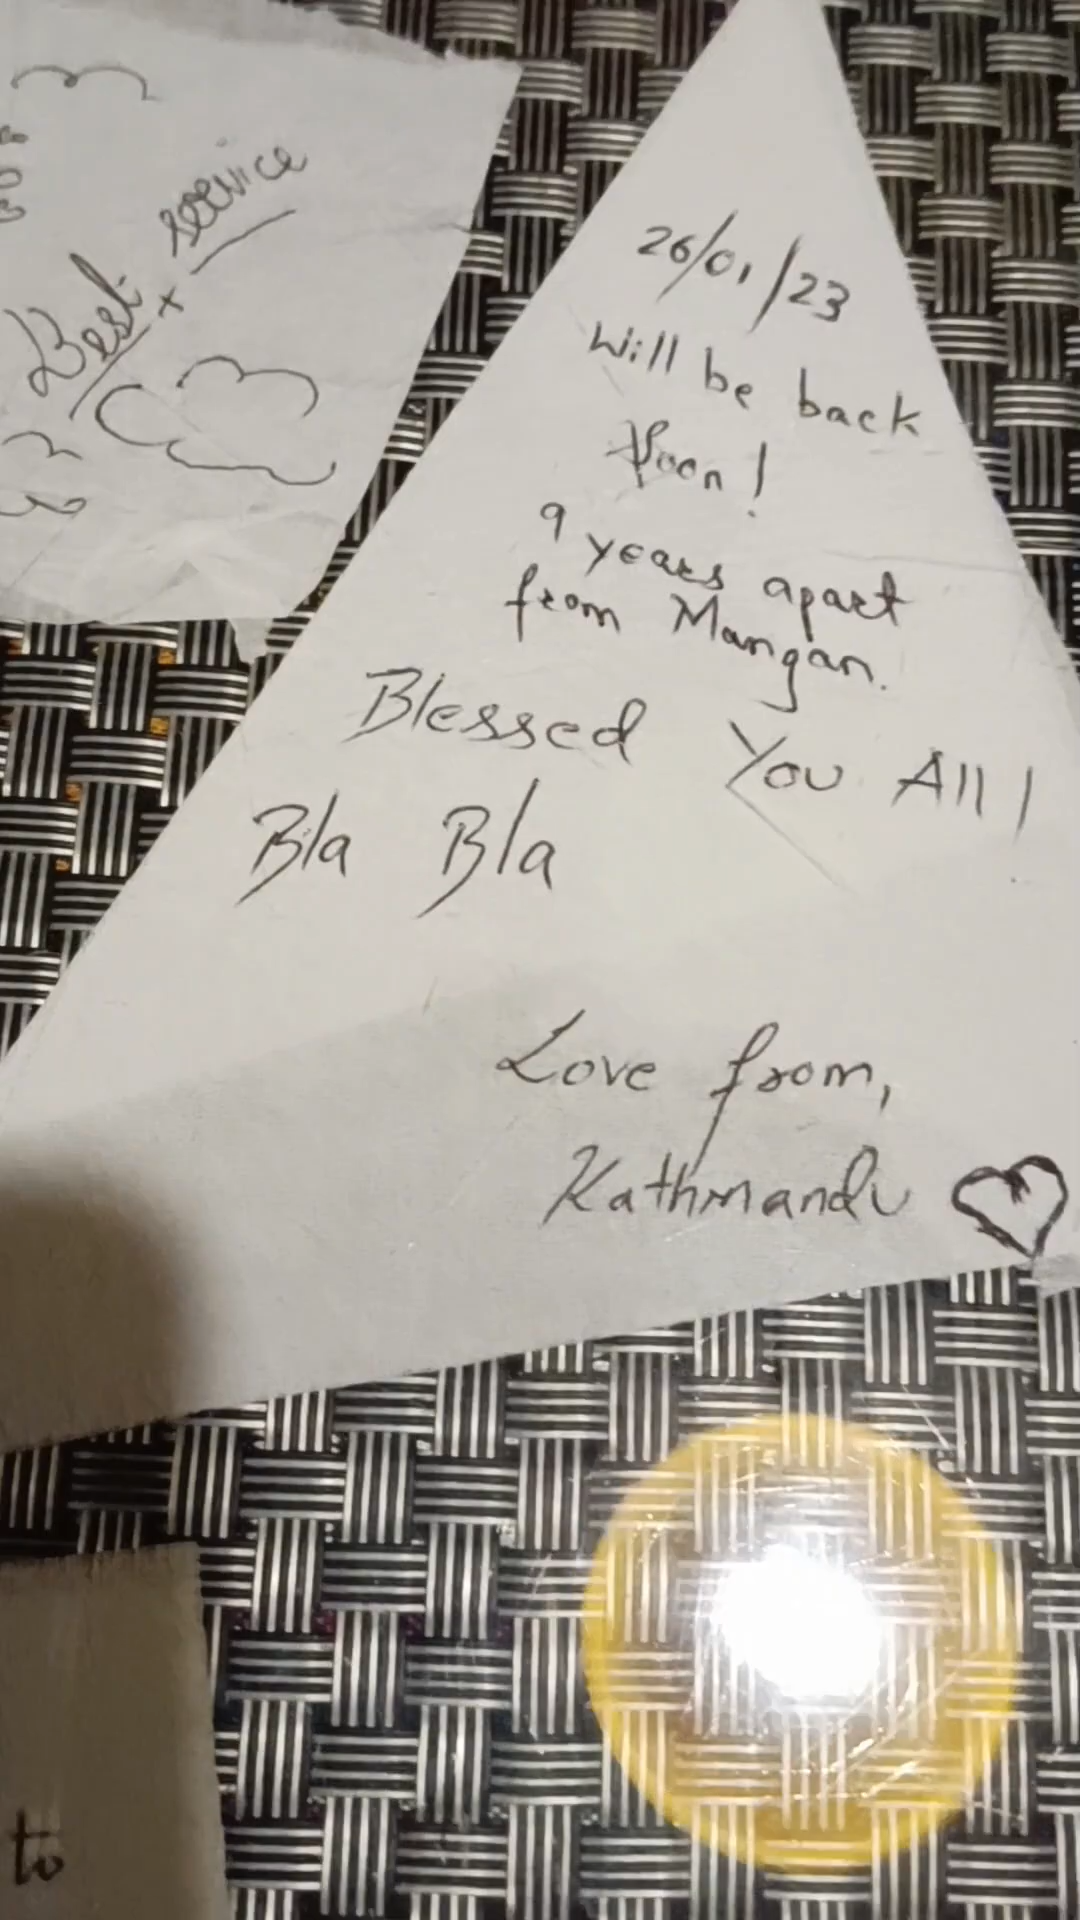 Best
+
service
26/01/23
Will be back
Soon!
9 years apart
from Mangan.
Blessed You All!
Bla Bla
Love from,
Kathmandu
to